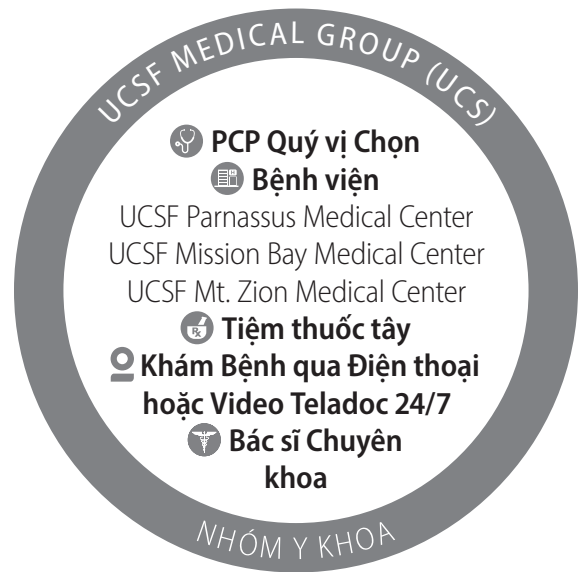 UCSF MEDICAL GROUP (UCS)
PCP Quý vị Chọn
Bệnh viện
UCSF Parnassus Medical Center
UCSF Mission Bay Medical Center
UCSF Mt. Zion Medical Center
Tiệm thuốc tây
Khám Bệnh qua Điện thoại
hoặc Video Teladoc 24/7
Bác sĩ Chuyên
khoa
NHÓM Y KHOA